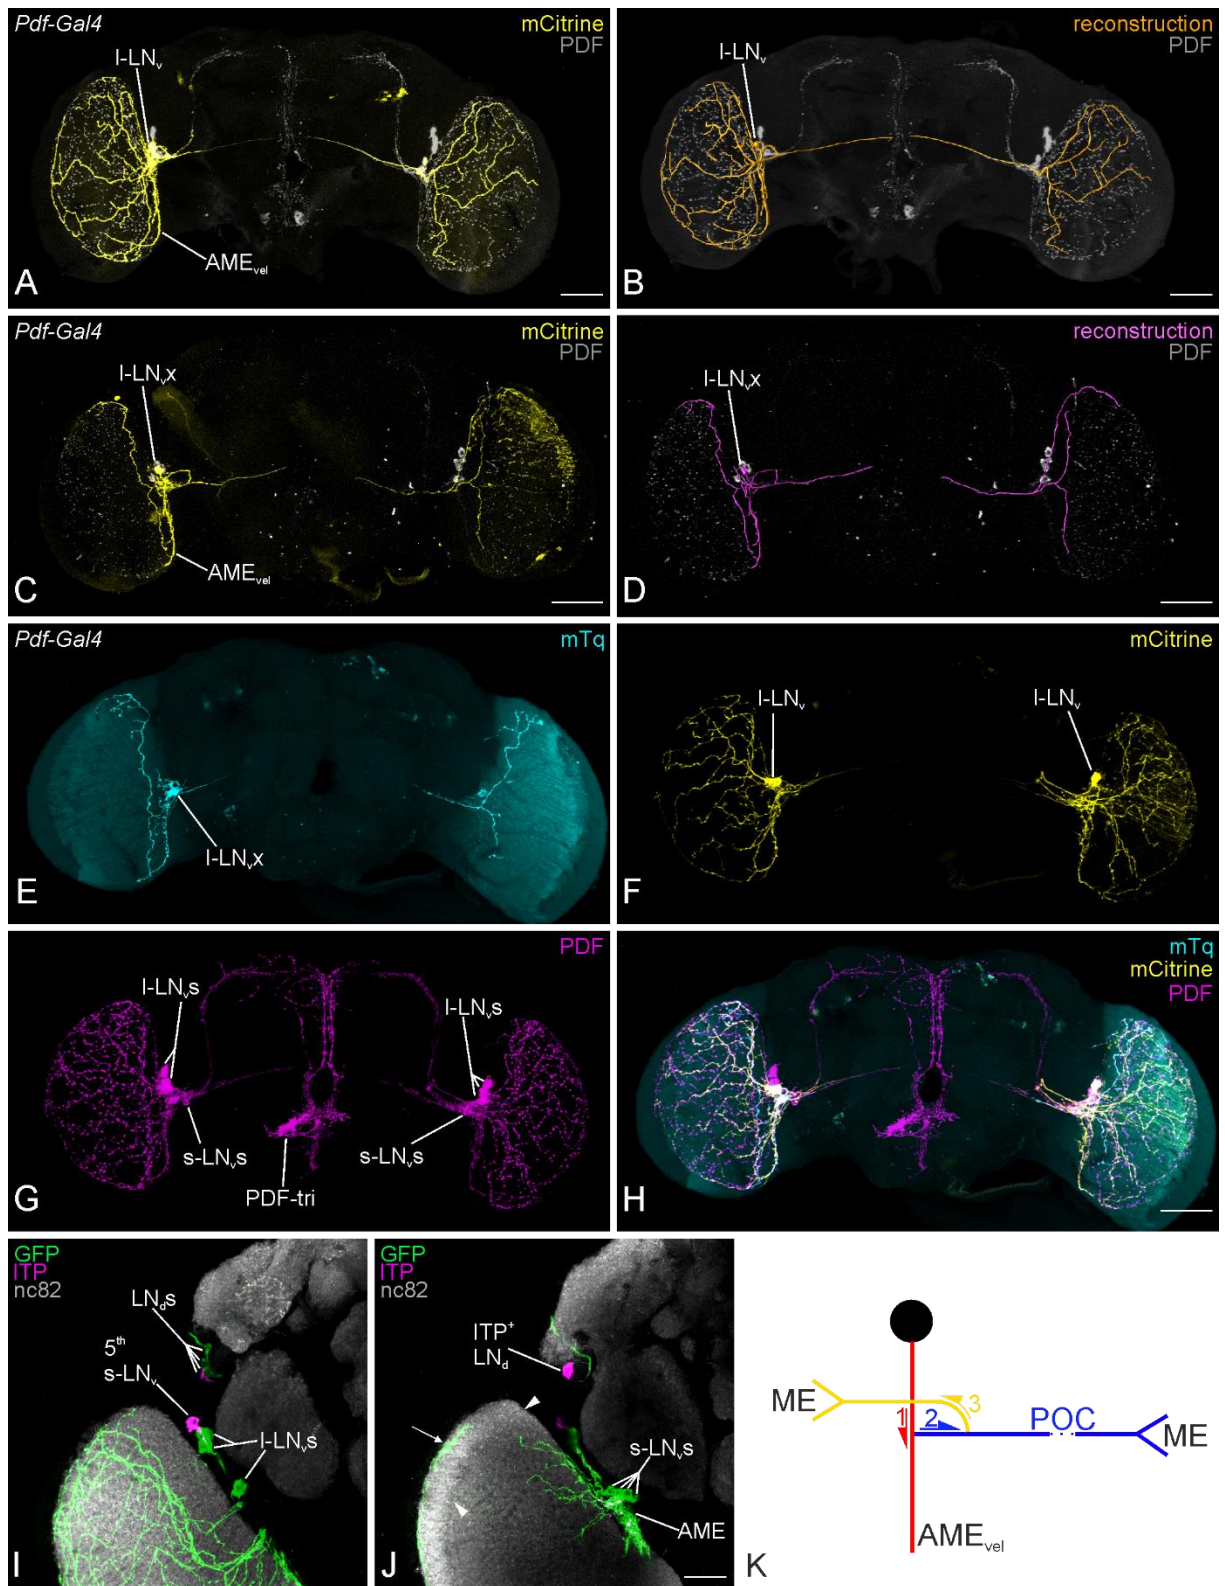 Pdf-Gal4
mCitrine
PDF
l-LNv
AMEvel
A
reconstruction
PDF
l-LNv
B
Pdf-Gal4
mCitrine
PDF
l-LNvx
AMEvel
C
reconstruction
PDF
l-LNvx
D
Pdf-Gal4
mTq
l-LNvx
E
mCitrine
l-LNv
l-LNv
F
PDF
l-LNvs
l-LNvs
s-LNvs
s-LNvs
PDF-tri
G
mTq
mCitrine
PDF
H
GFP
ITP
nc82
LNds
5th
s-LNv
l-LNvs
I
GFP
ITP
nc82
ITP+
LNd
s-LNvs
AME
J
ME
1
2
3
POC
ME
AMEvel
K